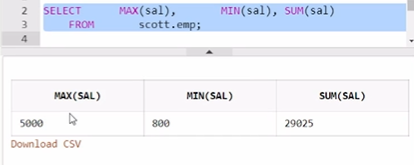 2 SELECT MAX(sal), MIN(sal), SUM(sal)
3 FROM scott.emp;
4
MAX(SAL) MIN(SAL) SUM(SAL)
5000 800 29025
Download CSV